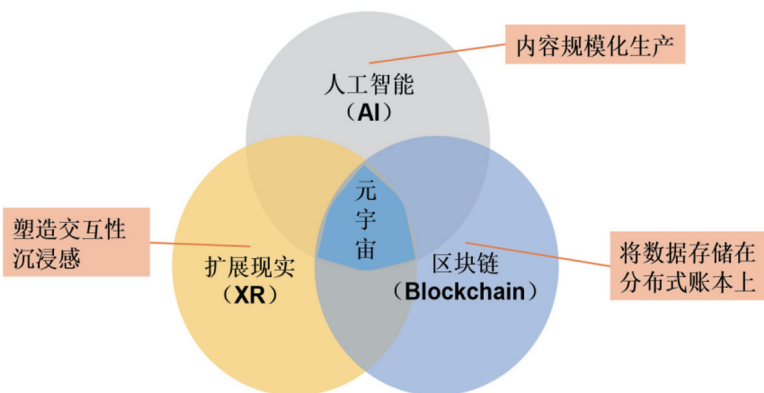 内容规模化生产
人工智能
（AI）
元
宇
宙
塑造交互性
沉浸感
扩展现实
（XR）
区块链
（Blockchain）
将数据存储在
分布式账本上